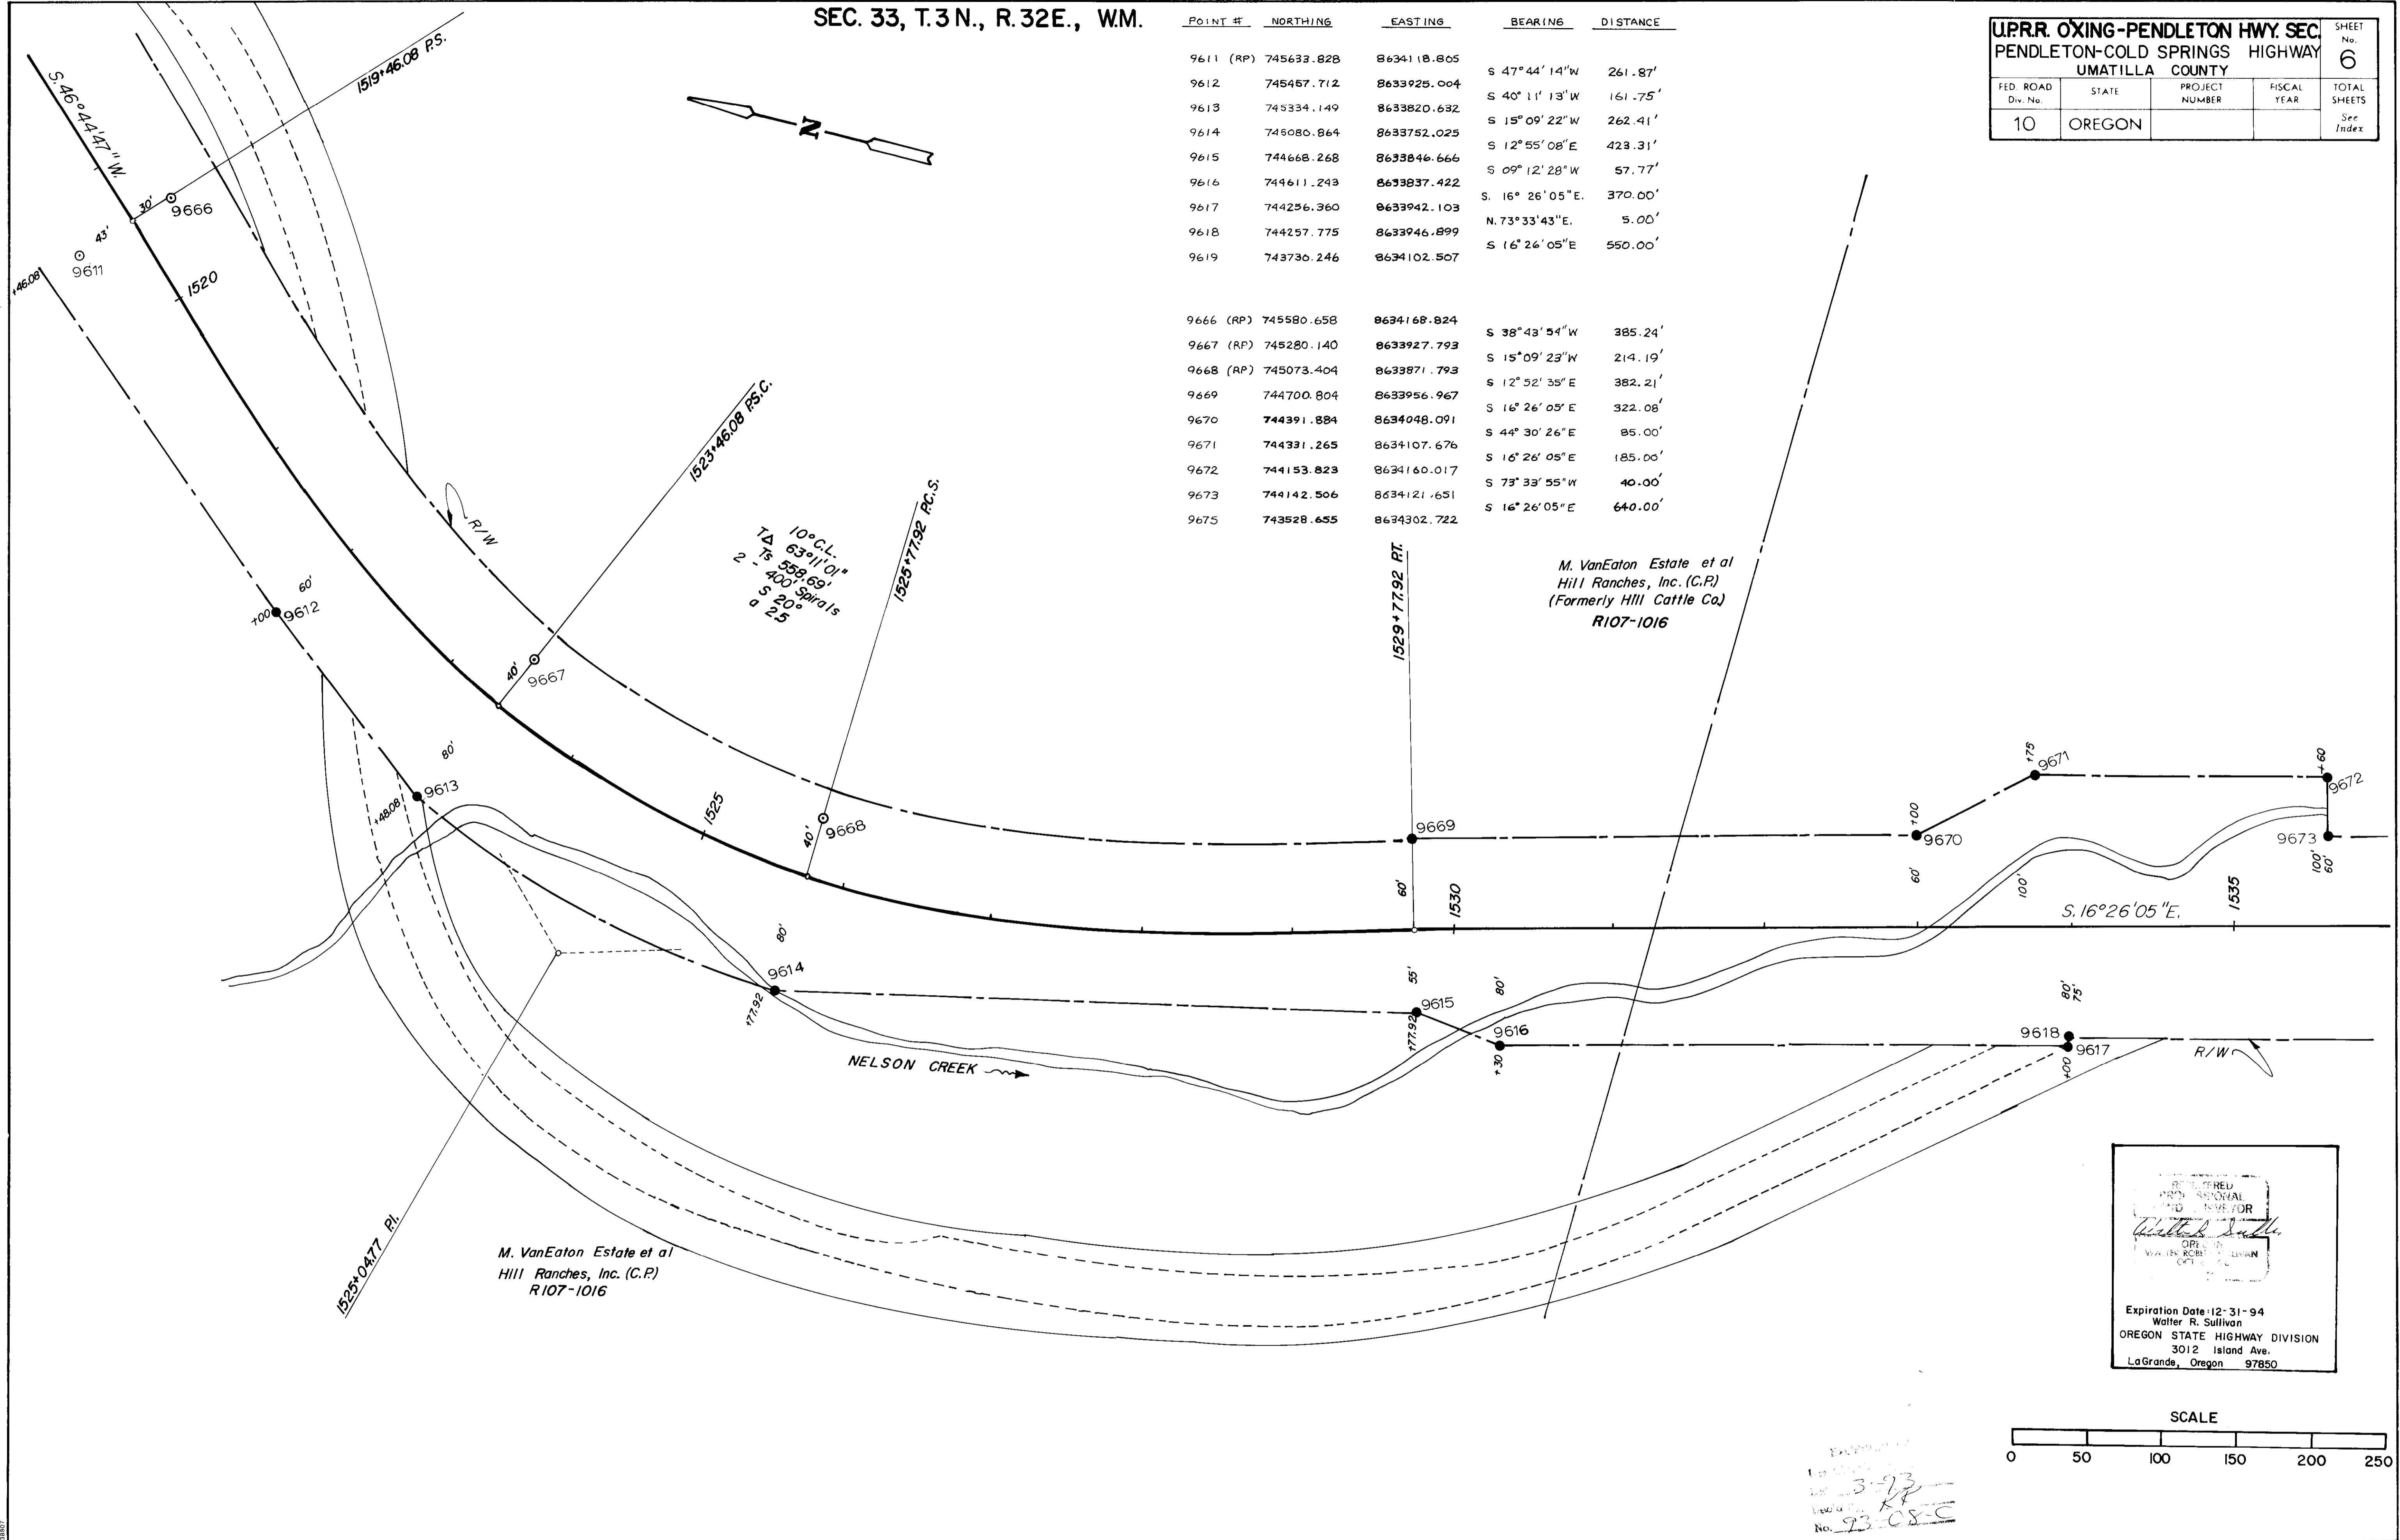 SEC. 33, T. 3 N., R. 32E., W.M.
POINT # NORTHING EASTING BEARING DISTANCE
9611 (RP) 745633.828 8634118.805
S 47°44'14"W 261.87'
9612 745457.712 8633925.004
S 40°11'13"W 161.75'
9613 745334.149 8633820.632
S 15°09'22"W 262.41'
9614 745080.864 8633752.025
S 12°55'08"E 423.31'
9615 744668.268 8633846.666
S 09°12'28"W 57.77'
9616 744611.243 8633837.422
S. 16°26'05"E. 370.00'
9617 744256.360 8633942.103
N. 73°33'43"E. 5.00'
9618 744257.775 8633946.899
S 16°26'05"E 550.00'
9619 743730.246 8634102.507
9666 (RP) 745580.658 8634168.824
S 38°43'54"W 385.24'
9667 (RP) 745280.140 8633927.793
S 15°09'23"W 214.19'
9668 (RP) 745073.404 8633871.793
S 12°52'35"E 382.21'
9669 744700.804 8633956.967
S 16°26'05"E 322.08'
9670 744391.884 8634048.091
S 44°30'26"E 85.00'
9671 744331.265 8634107.676
S 16°26'05"E 185.00'
9672 744153.823 8634160.017
S 73°33'55"W 40.00'
9673 744142.506 8634121.651
S 16°26'05"E 640.00'
9675 743528.655 8634302.722
U.P.R.R. O'XING-PENDLETON HWY. SEC.
PENDLETON-COLD SPRINGS HIGHWAY
UMATILLA COUNTY
SHEET
No.
6
FED. ROAD
Div. No.
STATE
PROJECT
NUMBER
FISCAL
YEAR
TOTAL
SHEETS
10
OREGON
See
Index
N
S. 46°44'47"W.
1519+46.08 P.S.
30'
9666
43'
9611
+46.08
1520
R/W
1523+46.08 P.S.C.
10° C.L.
TΔ 63°11'01"
Ts 558.69'
2 - 400' Spirals
S 20°
a 2.5
1525+77.92 P.C.S.
60'
+00
9612
40'
9667
80'
+48.08
9613
1525
40'
9668
80'
9614
+77.92
1529+77.92 P.T.
M. VanEaton Estate et al
Hill Ranches, Inc. (C.P.)
(Formerly Hill Cattle Co.)
R107-1016
9669
60'
1530
+00
9670
60'
+75
9671
100'
+60
9672
9673
100'
60'
1535
S. 16°26'05"E.
55'
9615
+77.92
80'
9616
+30
80'
75'
9618
9617
+00
R/W
NELSON CREEK
1525+04.77 P.I.
M. VanEaton Estate et al
Hill Ranches, Inc. (C.P.)
R107-1016
OREGON
Expiration Date: 12-31-94
Walter R. Sullivan
OREGON STATE HIGHWAY DIVISION
3012 Island Ave.
LaGrande, Oregon 97850
SCALE
0 50 100 150 200 250
3-93
No. 93-08-C